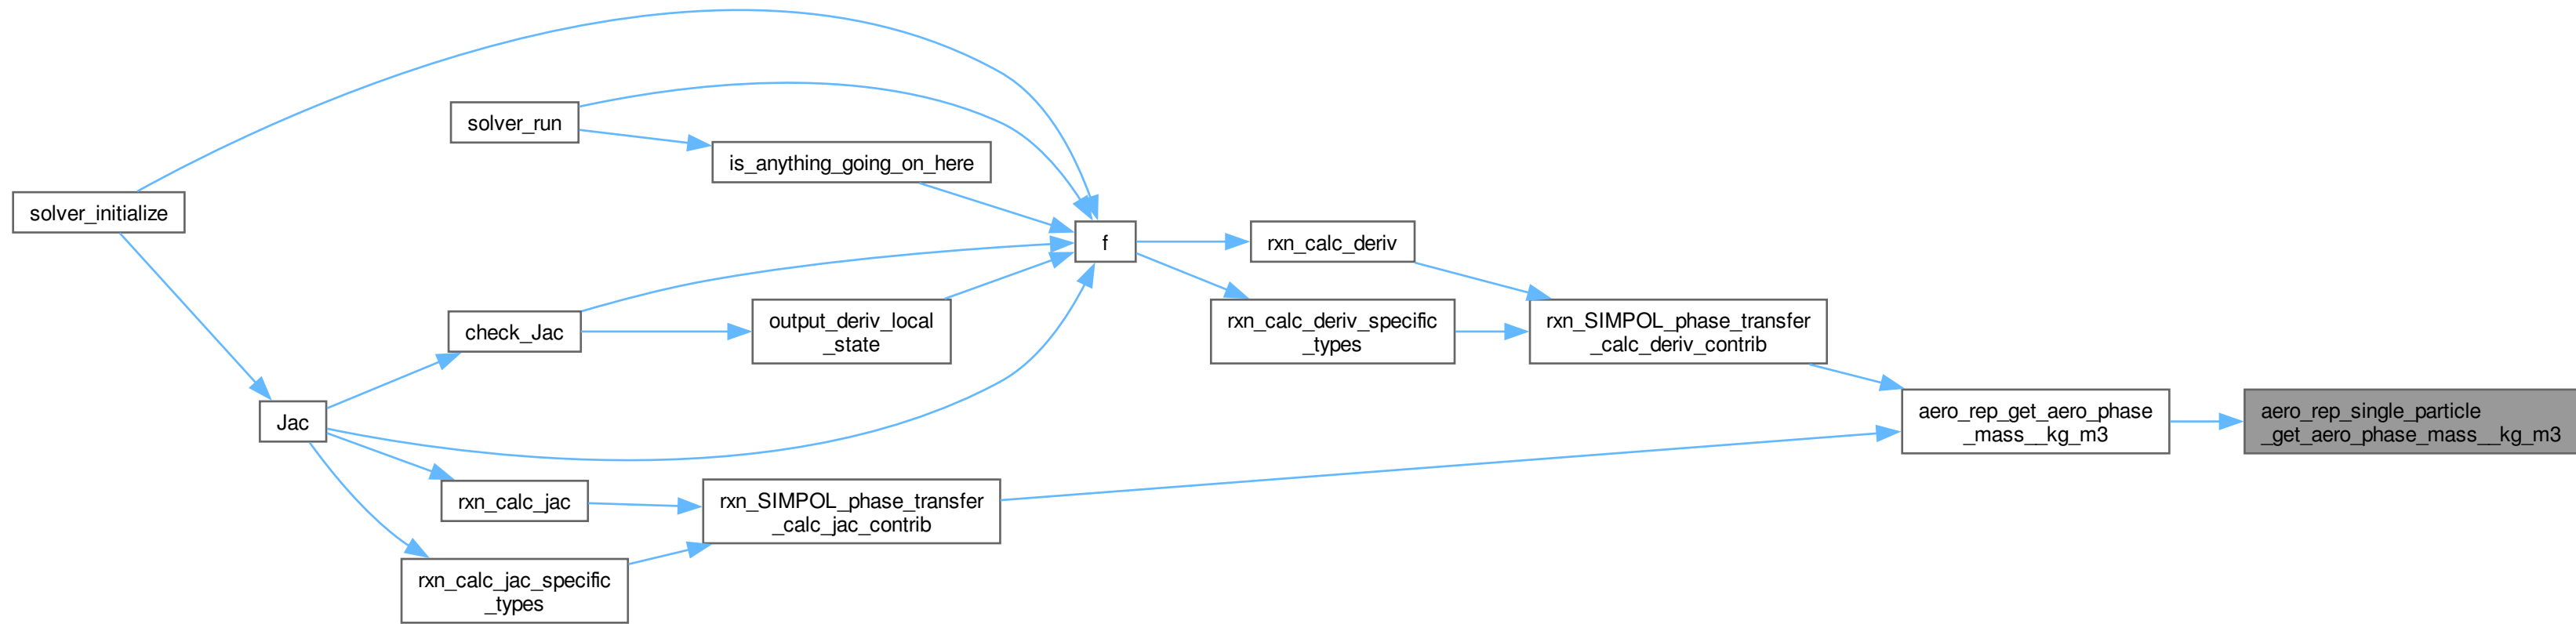 solver_run
is_anything_going_on_here
solver_initialize
f
rxn_calc_deriv
check_Jac
output_deriv_local
_state
rxn_calc_deriv_specific
_types
rxn_SIMPOL_phase_transfer
_calc_deriv_contrib
Jac
aero_rep_get_aero_phase
_mass__kg_m3
aero_rep_single_particle
_get_aero_phase_mass__kg_m3
rxn_calc_jac
rxn_SIMPOL_phase_transfer
_calc_jac_contrib
rxn_calc_jac_specific
_types